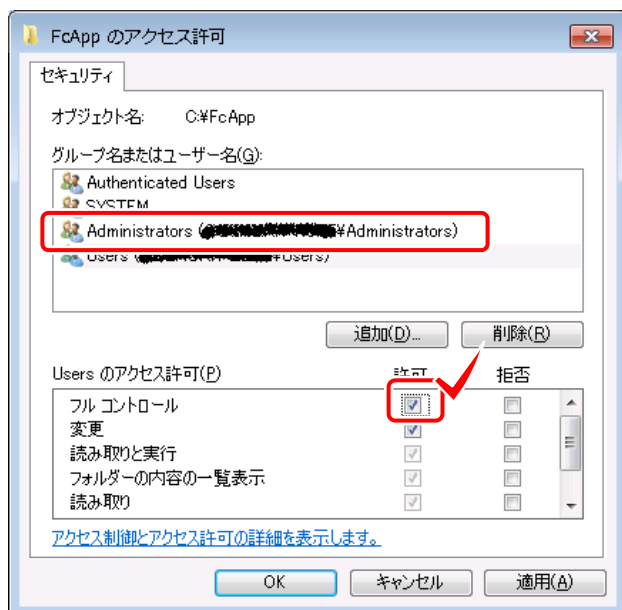 FcApp のアクセス許可
セキュリティ
オブジェクト名: C:¥FcApp
グループ名またはユーザー名(G):
Authenticated Users
SYSTEM
Administrators ( ¥Administrators)
Users ( ¥Users)
追加(D)... 削除(R)
Users のアクセス許可(P) 許可 拒否
フル コントロール
変更
読み取りと実行
フォルダーの内容の一覧表示
読み取り
アクセス制御とアクセス許可の詳細を表示します。
OK キャンセル 適用(A)